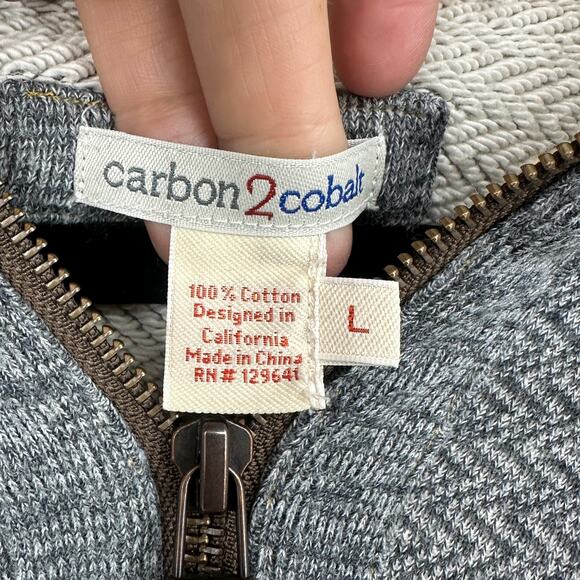 carbon2cobalt
100% Cotton
Designed in
California
Made in China
RN# 129641
L